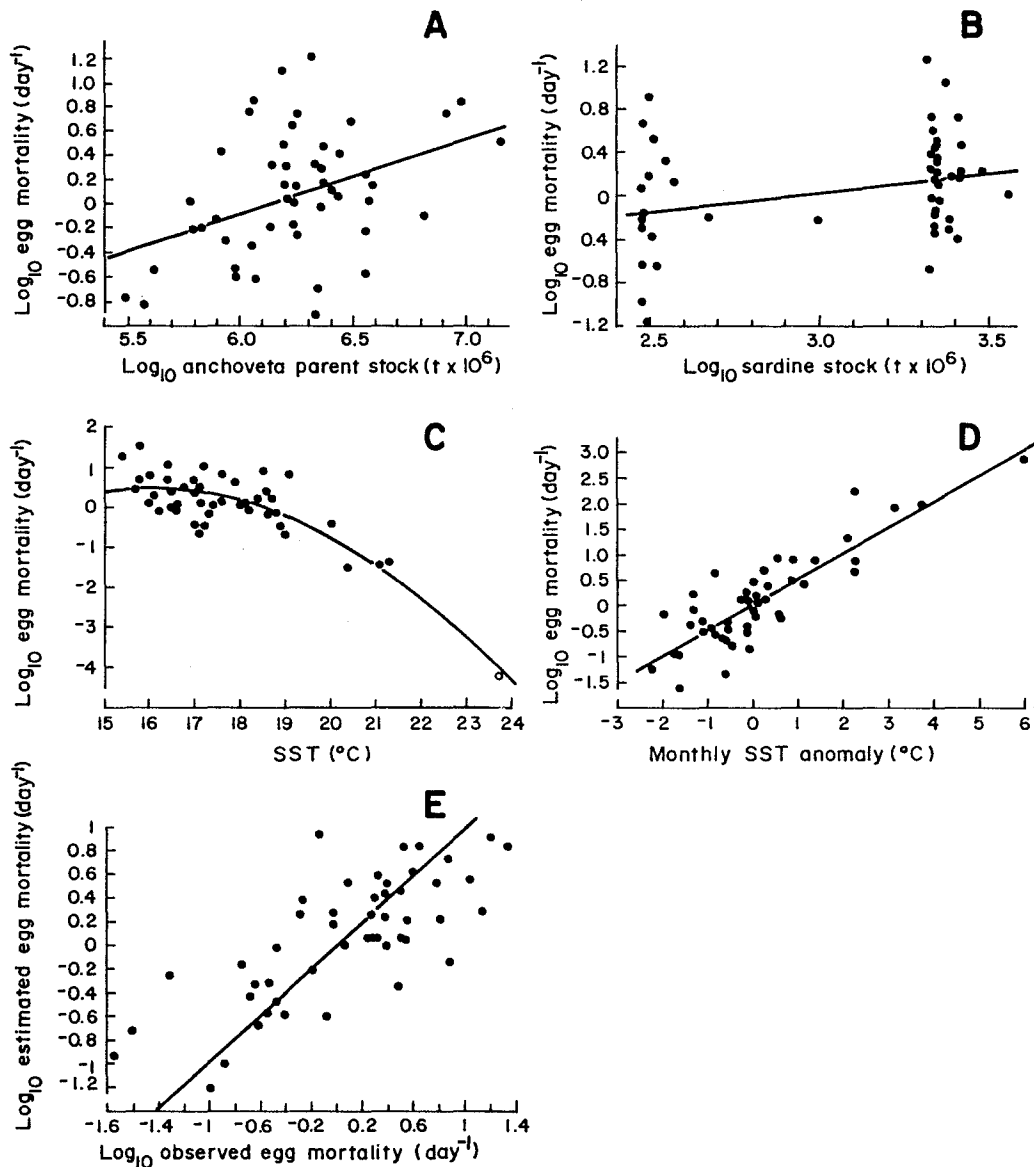 A
Log10 egg mortality (day-1)
1.2
1.0
0.8
0.6
0.4
0.2
0
-0.2
-0.4
-0.6
-0.8
5.5 6.0 6.5 7.0
Log10 anchoveta parent stock (t x 10^6)
B
Log10 egg mortality (day-1)
1.2
0.8
0.4
0
0.4
-0.8
-1.2
2.5 3.0 3.5
Log10 sardine stock (t x 10^6)
C
Log10 egg mortality (day-1)
2
1
0
-1
-2
-3
-4
15 16 17 18 19 20 21 22 23 24
SST (°C)
D
Log10 egg mortality (day-1)
3.0
2.5
2.0
1.5
1.0
0.5
0
-0.5
-1.0
-1.5
-3 -2 -1 0 1 2 3 4 5 6
Monthly SST anomaly (°C)
E
Log10 estimated egg mortality (day-1)
1
0.8
0.6
0.4
0.2
0
-0.2
-0.4
-0.6
-0.8
-1
-1.2
-1.6 -1.4 -1 -0.6 -0.2 0.2 0.6 1 1.4
Log10 observed egg mortality (day-1)